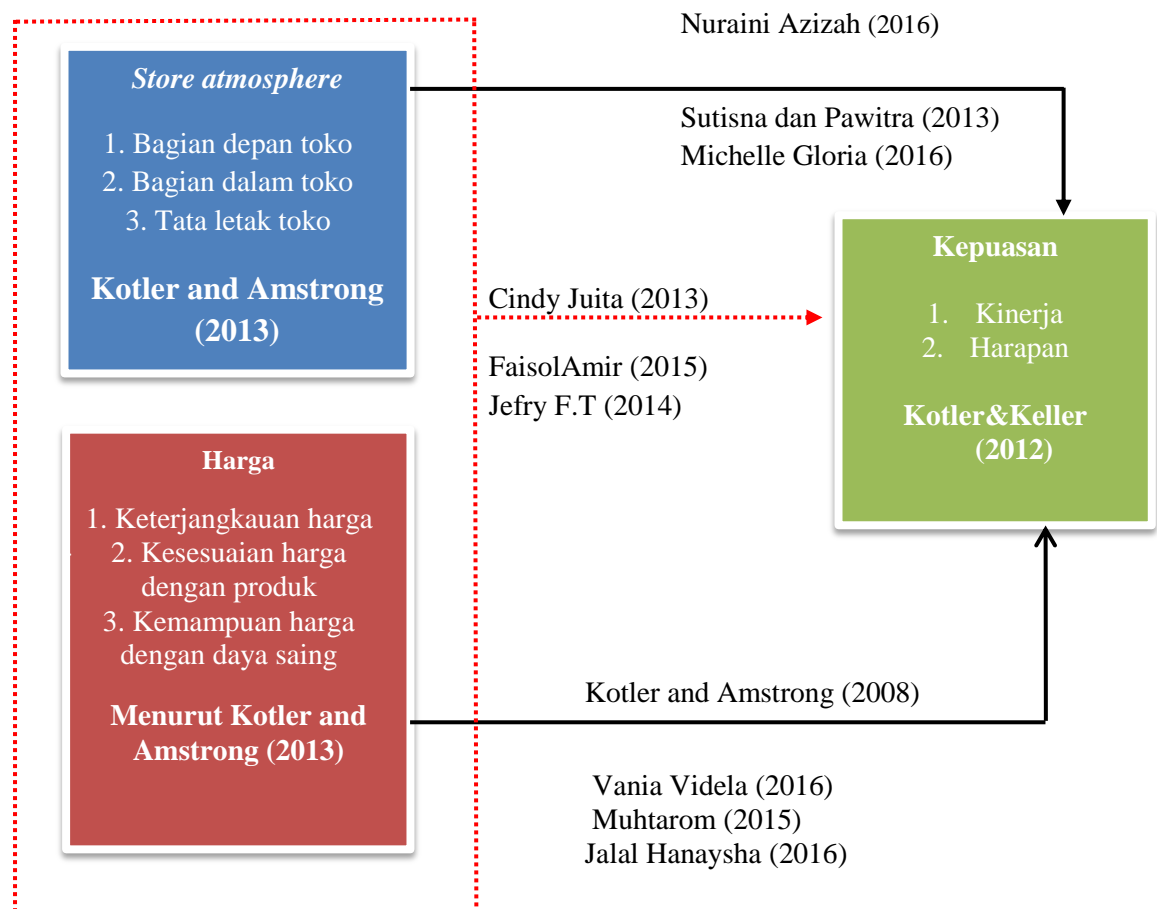 Nuraini Azizah (2016)
Store atmosphere
1. Bagian depan toko
2. Bagian dalam toko
3. Tata letak toko
Kotler and Amstrong
(2013)
Sutisna dan Pawitra (2013)
Michelle Gloria (2016)
Kepuasan
1. Kinerja
2. Harapan
Kotler&Keller
(2012)
Cindy Juita (2013)
FaisolAmir (2015)
Jefry F.T (2014)
Harga
1. Keterjangkauan harga
2. Kesesuaian harga
dengan produk
3. Kemampuan harga
dengan daya saing
Menurut Kotler and
Amstrong (2013)
Kotler and Amstrong (2008)
Vania Videla (2016)
Muhtarom (2015)
Jalal Hanaysha (2016)